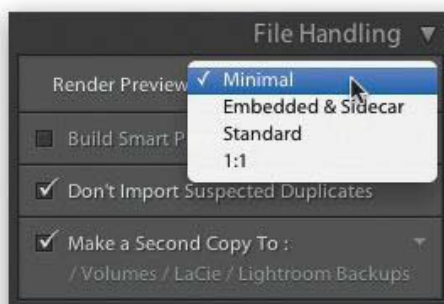 File Handling
Render Preview
Minimal
Embedded & Sidecar
Standard
1:1
Build Smart P
Don't Import Suspected Duplicates
Make a Second Copy To :
/ Volumes / LaCie / Lightroom Backups